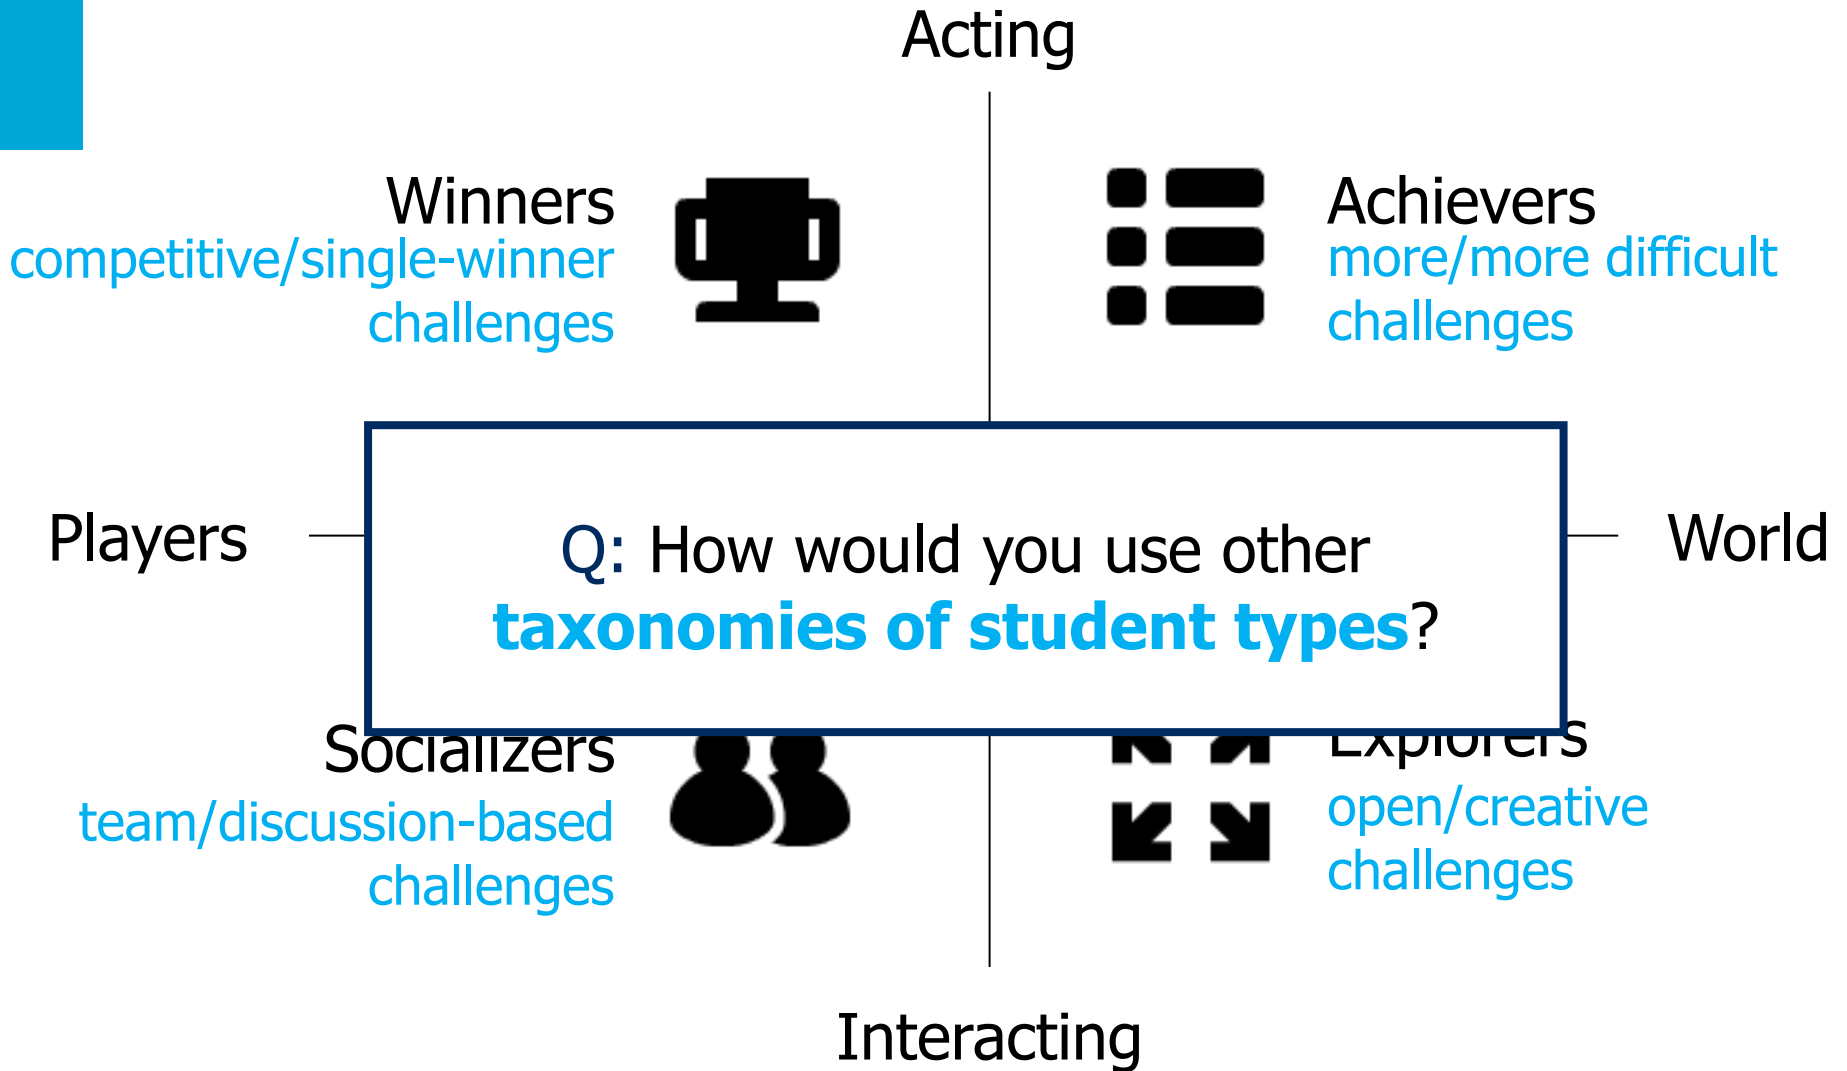 Acting
Winners
competitive/single-winner
challenges
Achievers
more/more difficult
challenges
Players
World
Q: How would you use other
taxonomies of student types?
Socializers
team/discussion-based
challenges
Explorers
open/creative
challenges
Interacting